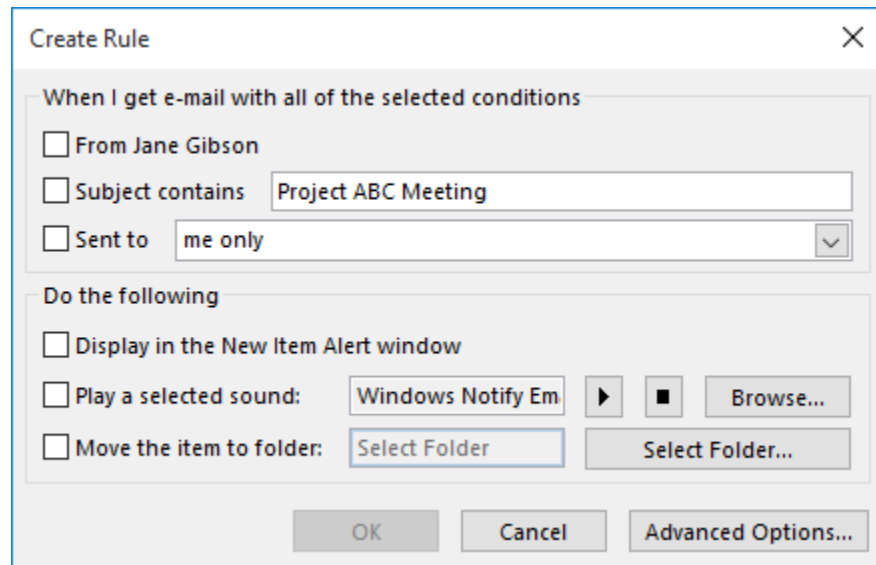 Create Rule
When I get e-mail with all of the selected conditions
From Jane Gibson
Subject contains Project ABC Meeting
Sent to me only
Do the following
Display in the New Item Alert window
Play a selected sound: Windows Notify Em Browse...
Move the item to folder: Select Folder Select Folder...
OK Cancel Advanced Options...